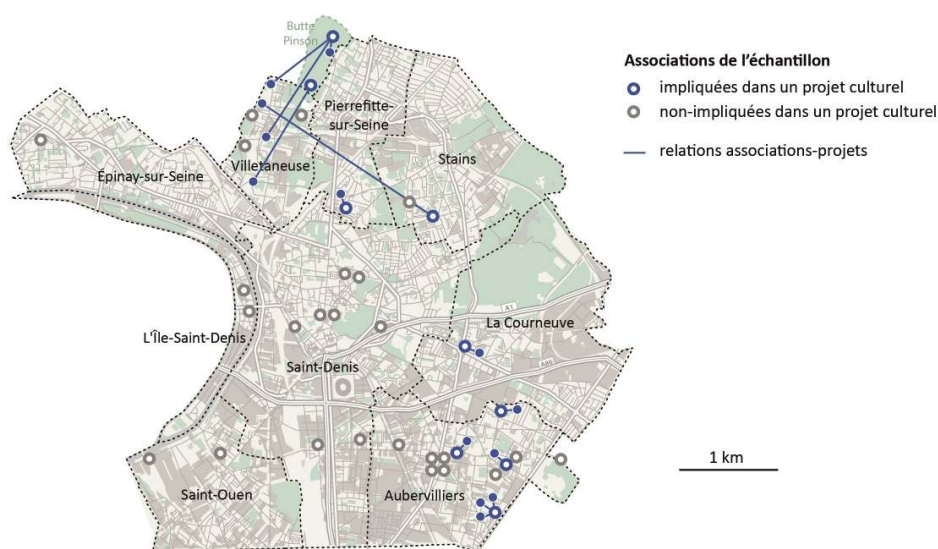 Butte
Pinson
Pierrefitte-
sur-Seine
Villetaneuse
Stains
Épinay-sur-Seine
L'Île-Saint-Denis
Saint-Denis
La Courneuve
A1
A86
Saint-Ouen
Aubervilliers
Associations de l'échantillon
impliquées dans un projet culturel
non-impliquées dans un projet culturel
relations associations-projets
1 km